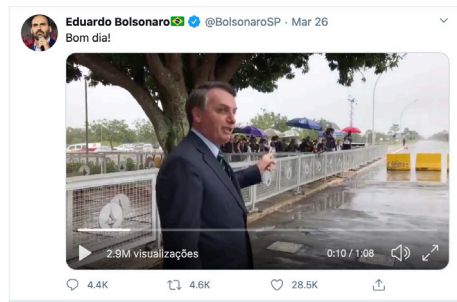 Eduardo Bolsonaro🇧🇷 @BolsonaroSP · Mar 26
Bom dia!
2.9M visualizações 0:10 / 1:08
4.4K 4.6K 28.5K